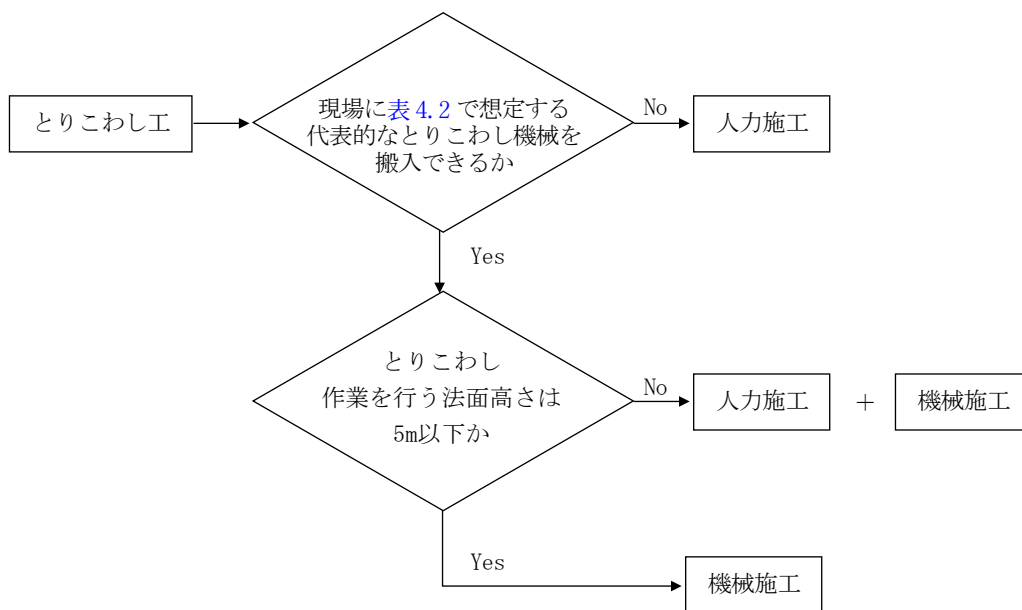 とりこわし工
現場に表4.2で想定する
代表的なとりこわし機械を
搬入できるか
No
人力施工
Yes
とりこわし
作業を行う法面高さは
5m以下か
No
人力施工 + 機械施工
Yes
機械施工